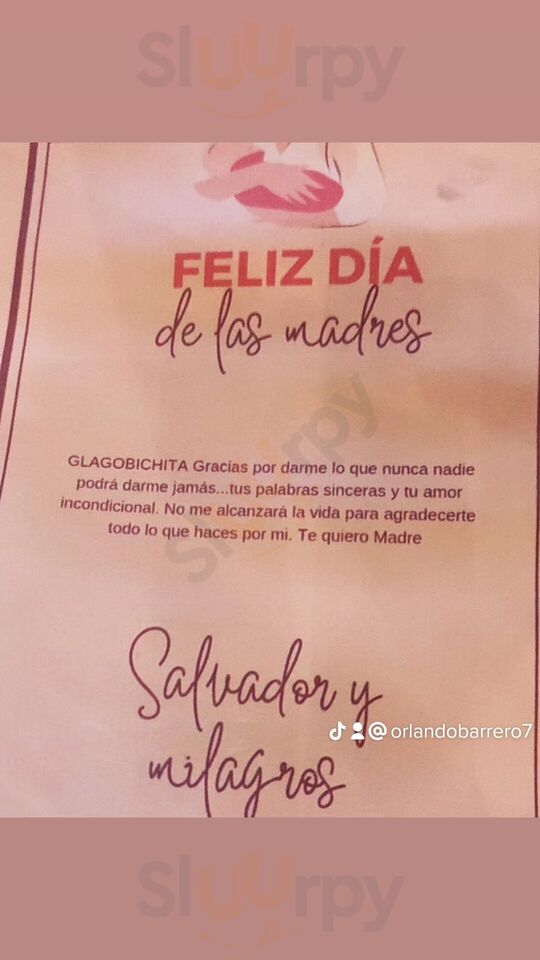 Sluurpy
FELIZ DÍA
de las madres
GLAGOBICHITA Gracias por darme lo que nunca nadie
podrá darme jamás...tus palabras sinceras y tu amor
incondicional. No me alcanzará la vida para agradecerte
todo lo que haces por mi. Te quiero Madre
Sluurpy
Salvador y
@orlandobarrero7
milagros
Sluurpy